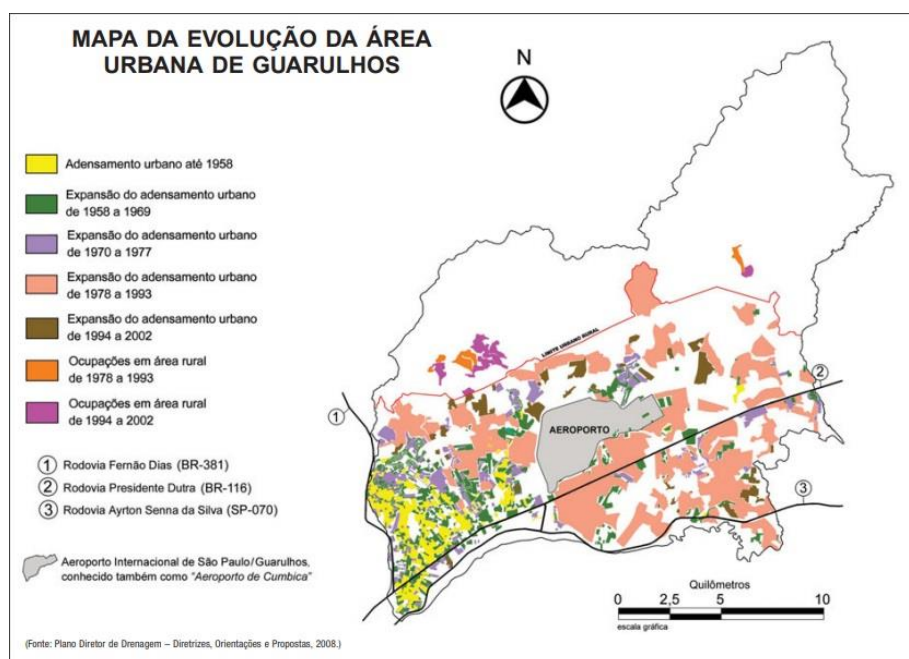 MAPA DA EVOLUÇÃO DA ÁREA
URBANA DE GUARULHOS
N
Adensamento urbano até 1958
Expansão do adensamento urbano
de 1958 a 1969
Expansão do adensamento urbano
de 1970 a 1977
Expansão do adensamento urbano
de 1978 a 1993
Expansão do adensamento urbano
de 1994 a 2002
Ocupações em área rural
de 1978 a 1993
Ocupações em área rural
de 1994 a 2002
1 Rodovia Fernão Dias (BR-381)
2 Rodovia Presidente Dutra (BR-116)
3 Rodovia Ayrton Senna da Silva (SP-070)
Aeroporto Internacional de São Paulo/Guarulhos,
conhecido também como "Aeroporto de Cumbica"
LIMITE URBANO RURAL
1
2
AEROPORTO
3
Quilômetros
0 2,5 5 10
escala gráfica
(Fonte: Plano Diretor de Drenagem – Diretrizes, Orientações e Propostas, 2008.)